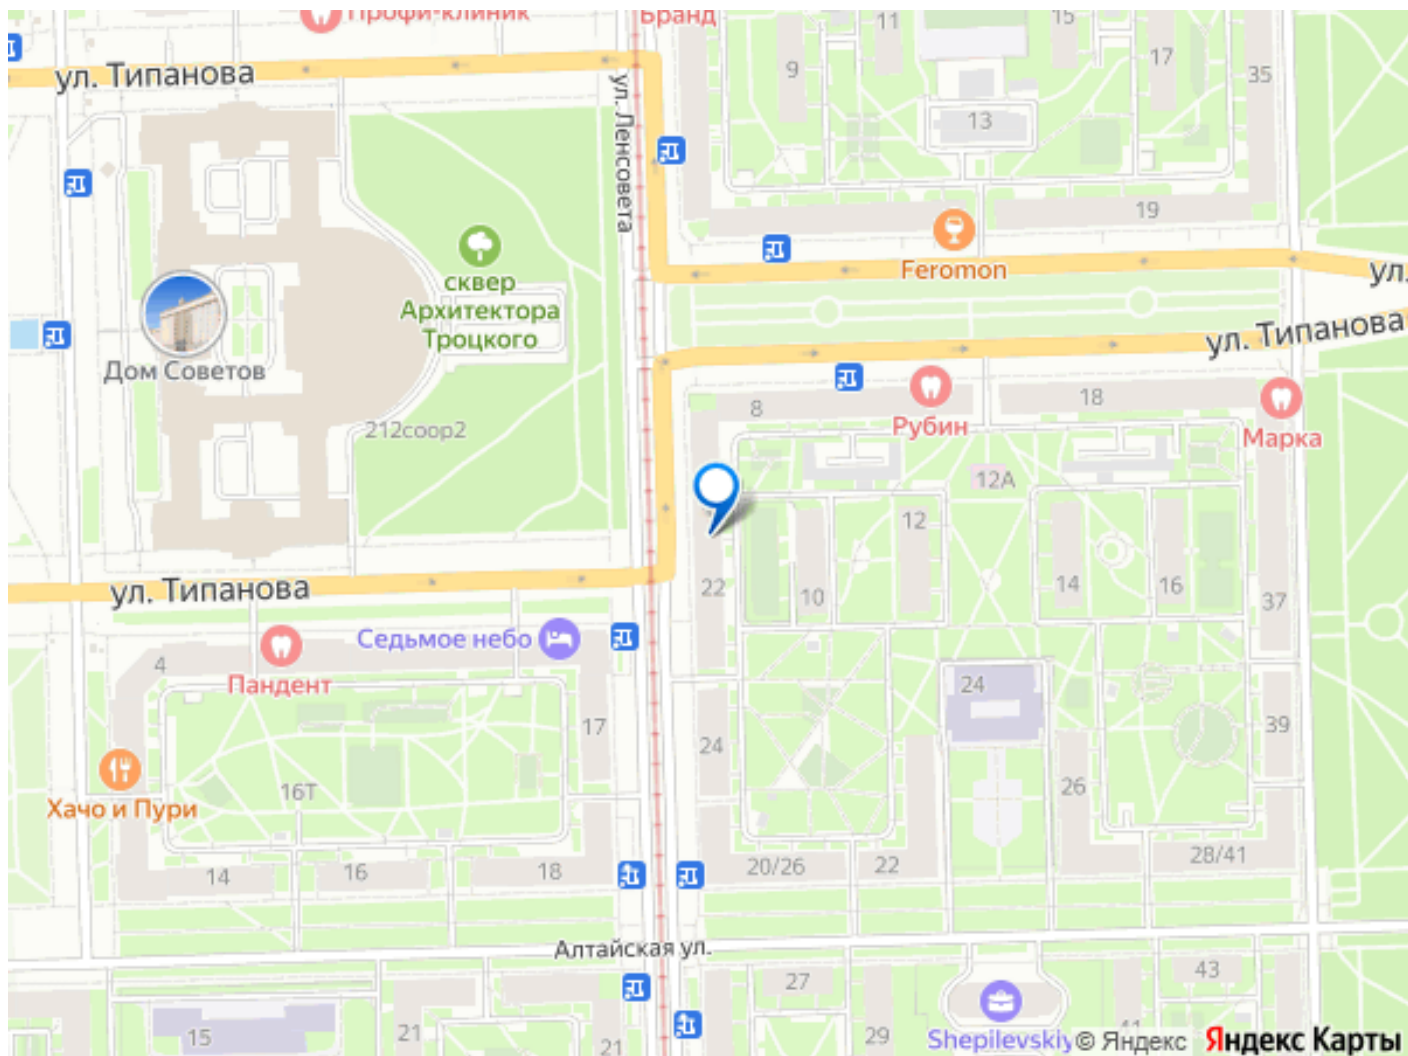 Профи-клиник
Бранд
11
15
17
9
35
ул. Типанова
ул. Ленсовета
13
19
Feromon
сквер
Архитектора
Троцкого
ул.
ул. Типанова
Дом Советов
8
18
Рубин
Марка
212соор2
12А
12
22
10
14
16
37
ул. Типанова
Седьмое небо
4
Пандент
24
17
24
39
Хачо и Пури
16Т
26
14
16
18
20/26
22
28/41
Алтайская ул.
27
43
15
21
21
29
41
Shepilevskiy
© Яндекс
Яндекс Карты